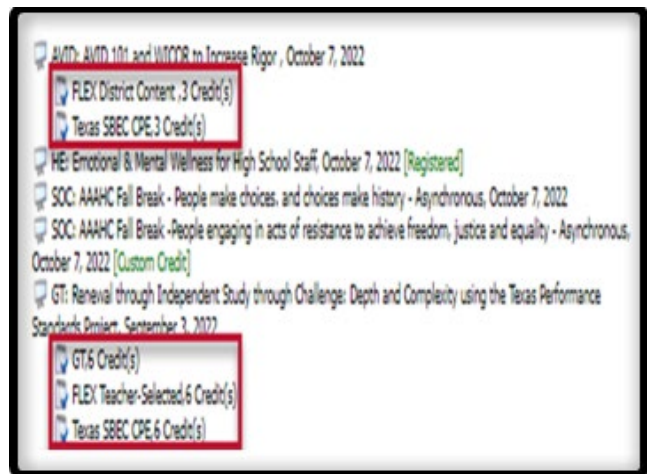 AVID: AVID 101 and WICOR to Increase Rigor , October 7, 2022
FLEX District Content ,3 Credit(s)
Texas SBEC CPE,3 Credit(s)
HE: Emotional & Mental Wellness for High School Staff, October 7, 2022 [Registered]
SOC: AAAHC Fall Break - People make choices, and choices make history - Asynchronous, October 7, 2022
SOC: AAAHC Fall Break -People engaging in acts of resistance to achieve freedom, justice and equality - Asynchronous,
October 7, 2022 [Custom Credit]
GT: Renewal through Independent Study through Challenge: Depth and Complexity using the Texas Performance
Standards Project, September 3, 2022
GT,6 Credit(s)
FLEX Teacher-Selected,6 Credit(s)
Texas SBEC CPE,6 Credit(s)